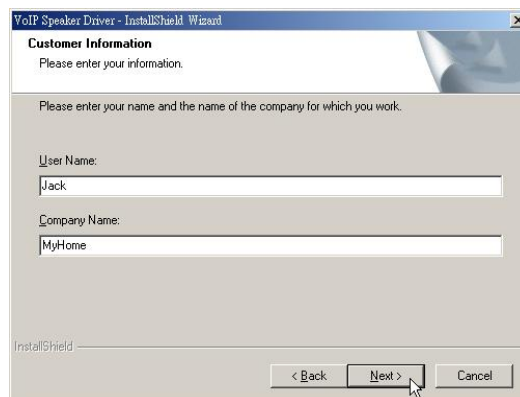 VoIP Speaker Driver - InstallShield Wizard
Customer Information
Please enter your information.
Please enter your name and the name of the company for which you work.
User Name:
Jack
Company Name:
MyHome
InstallShield
< Back
Next >
Cancel